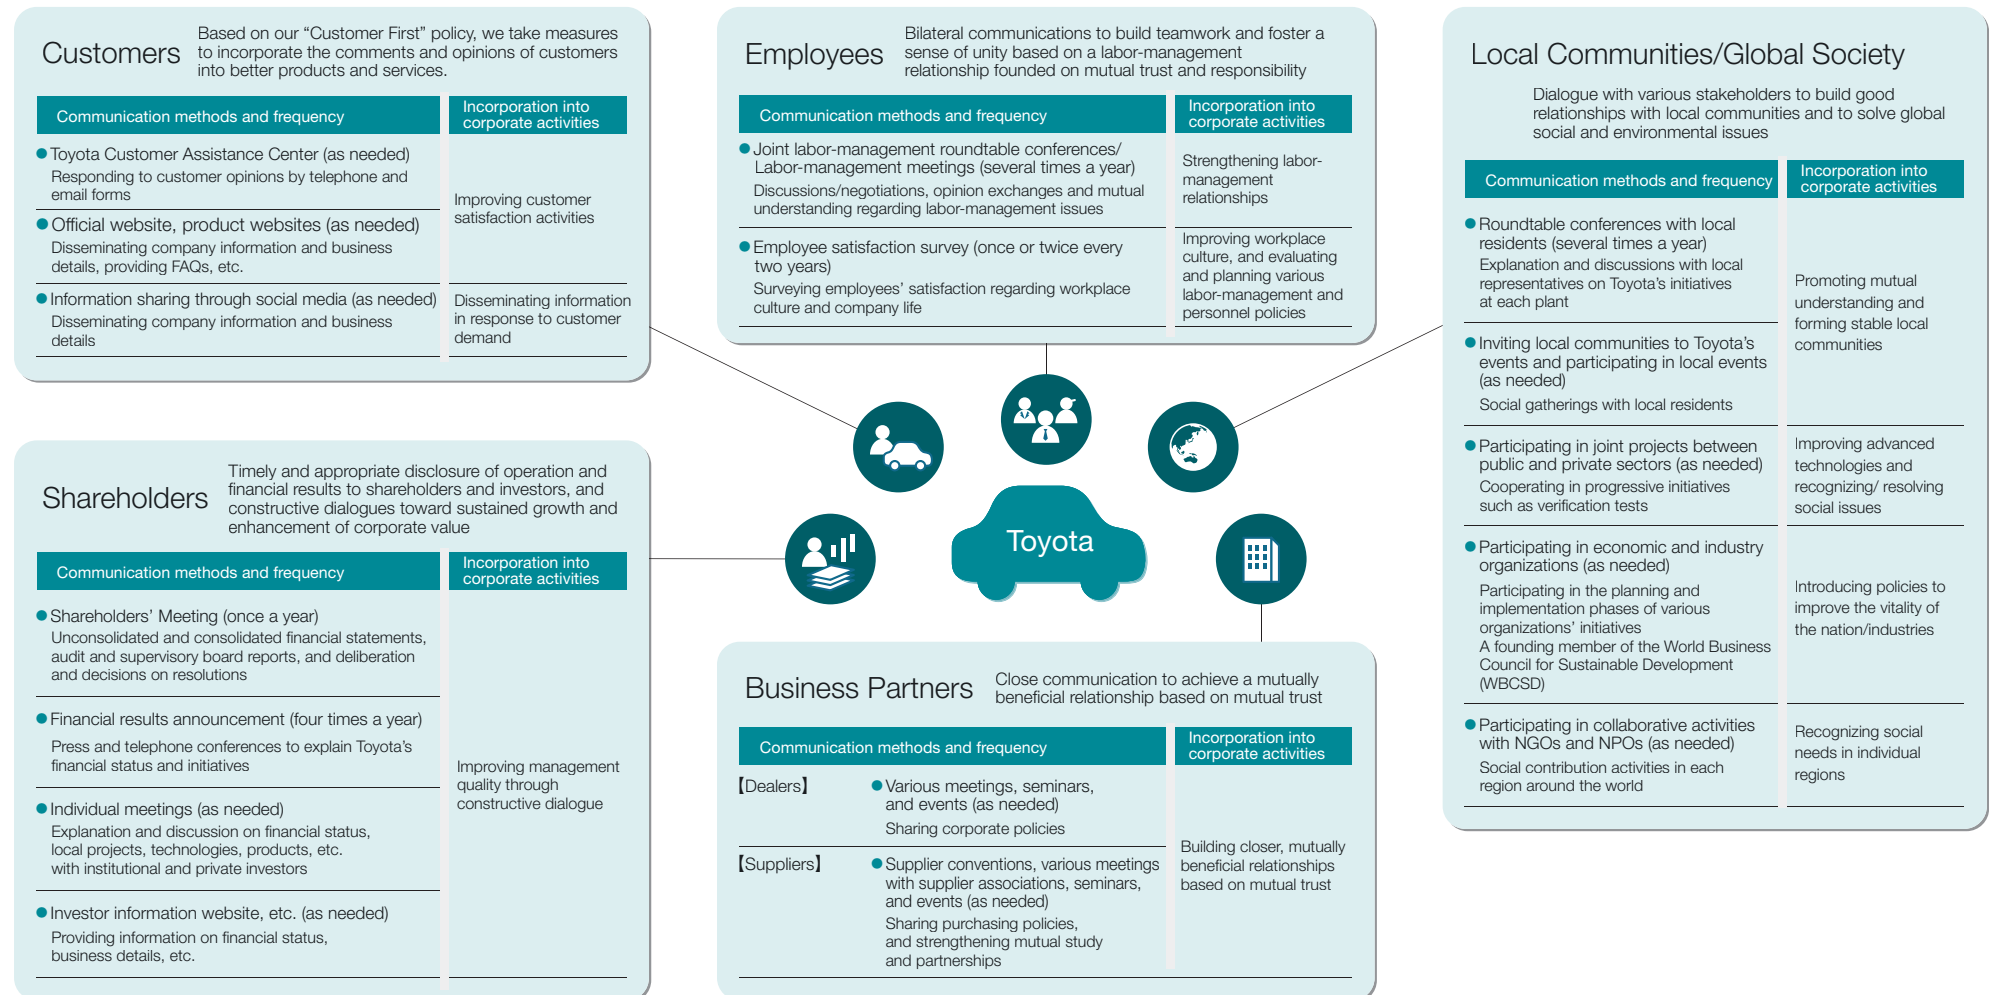 Customers
Based on our “Customer First” policy, we take measures
to incorporate the comments and opinions of customers
into better products and services.
Communication methods and frequency
Incorporation into
corporate activities
● Toyota Customer Assistance Center (as needed)
Responding to customer opinions by telephone and
email forms
● Official website, product websites (as needed)
Disseminating company information and business
details, providing FAQs, etc.
Improving customer
satisfaction activities
● Information sharing through social media (as needed)
Disseminating company information and business
details
Disseminating information
in response to customer
demand
Shareholders
Timely and appropriate disclosure of operation and
financial results to shareholders and investors, and
constructive dialogues toward sustained growth and
enhancement of corporate value
Communication methods and frequency
Incorporation into
corporate activities
● Shareholders’ Meeting (once a year)
Unconsolidated and consolidated financial statements,
audit and supervisory board reports, and deliberation
and decisions on resolutions
● Financial results announcement (four times a year)
Press and telephone conferences to explain Toyota’s
financial status and initiatives
● Individual meetings (as needed)
Explanation and discussion on financial status,
local projects, technologies, products, etc.
with institutional and private investors
● Investor information website, etc. (as needed)
Providing information on financial status,
business details, etc.
Improving management
quality through
constructive dialogue
Employees
Bilateral communications to build teamwork and foster a
sense of unity based on a labor-management
relationship founded on mutual trust and responsibility
Communication methods and frequency
Incorporation into
corporate activities
● Joint labor-management roundtable conferences/
Labor-management meetings (several times a year)
Discussions/negotiations, opinion exchanges and mutual
understanding regarding labor-management issues
Strengthening labor-
management
relationships
● Employee satisfaction survey (once or twice every
two years)
Surveying employees’ satisfaction regarding workplace
culture and company life
Improving workplace
culture, and evaluating
and planning various
labor-management and
personnel policies
Toyota
Business Partners
Close communication to achieve a mutually
beneficial relationship based on mutual trust
Communication methods and frequency
Incorporation into
corporate activities
【Dealers】
● Various meetings, seminars,
and events (as needed)
Sharing corporate policies
【Suppliers】
● Supplier conventions, various meetings
with supplier associations, seminars,
and events (as needed)
Sharing purchasing policies,
and strengthening mutual study
and partnerships
Building closer, mutually
beneficial relationships
based on mutual trust
Local Communities/Global Society
Dialogue with various stakeholders to build good
relationships with local communities and to solve global
social and environmental issues
Communication methods and frequency
Incorporation into
corporate activities
● Roundtable conferences with local
residents (several times a year)
Explanation and discussions with local
representatives on Toyota’s initiatives
at each plant
● Inviting local communities to Toyota’s
events and participating in local events
(as needed)
Social gatherings with local residents
Promoting mutual
understanding and
forming stable local
communities
● Participating in joint projects between
public and private sectors (as needed)
Cooperating in progressive initiatives
such as verification tests
Improving advanced
technologies and
recognizing/ resolving
social issues
● Participating in economic and industry
organizations (as needed)
Participating in the planning and
implementation phases of various
organizations’ initiatives
A founding member of the World Business
Council for Sustainable Development
(WBCSD)
Introducing policies to
improve the vitality of
the nation/industries
● Participating in collaborative activities
with NGOs and NPOs (as needed)
Social contribution activities in each
region around the world
Recognizing social
needs in individual
regions